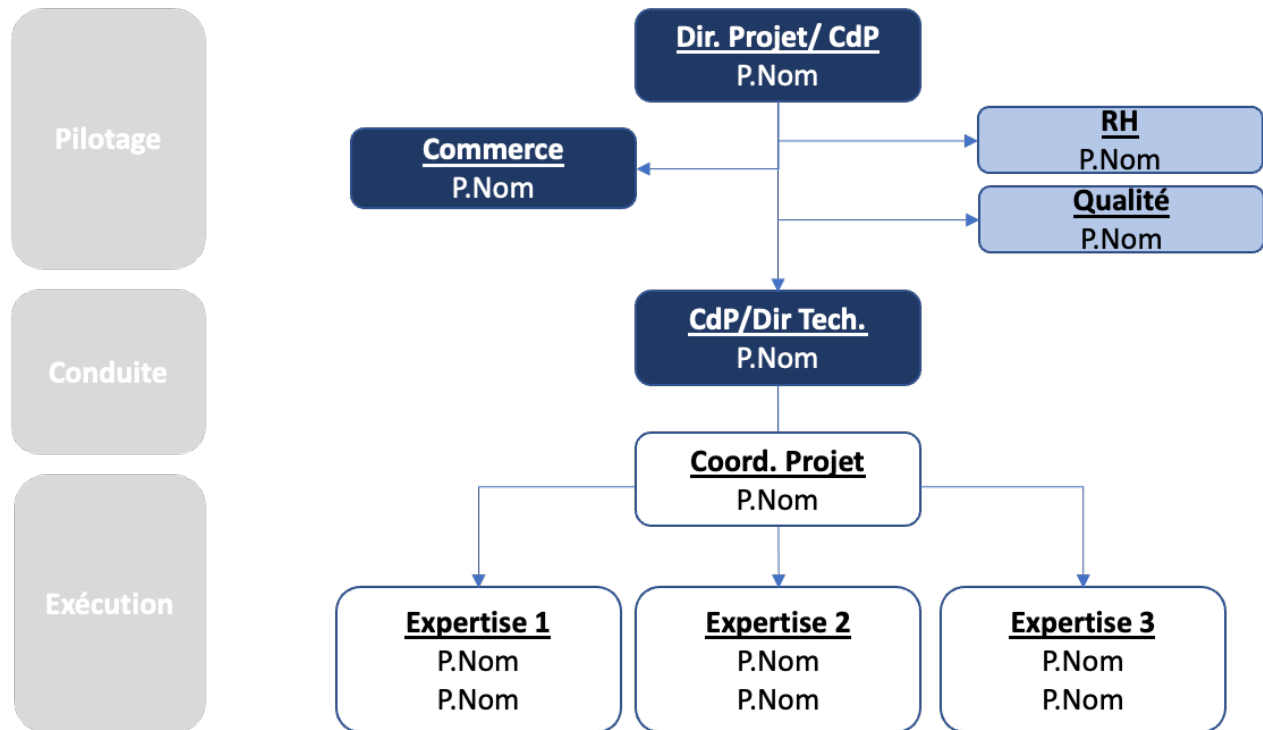 Pilotage
Dir. Projet/ CdP
P.Nom
Commerce
P.Nom
RH
P.Nom
Qualité
P.Nom
Conduite
CdP/Dir Tech.
P.Nom
Exécution
Coord. Projet
P.Nom
Expertise 1
P.Nom
P.Nom
Expertise 2
P.Nom
P.Nom
Expertise 3
P.Nom
P.Nom